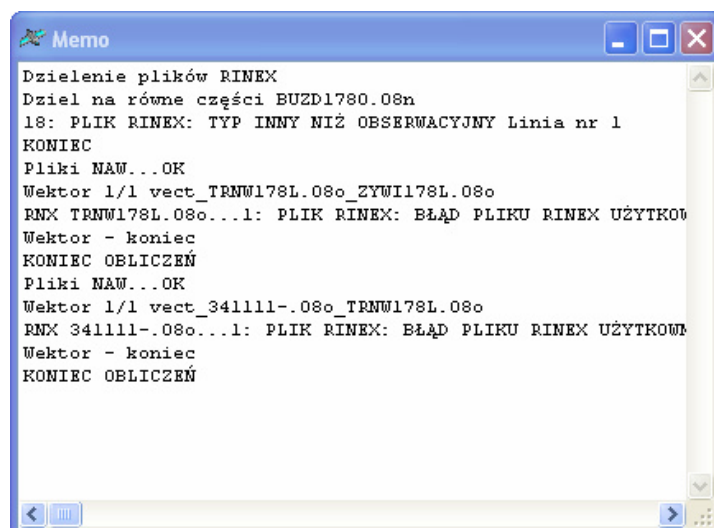 Memo
Dzielenie plików RINEX
Dziel na równe części BUZD1780.08n
18: PLIK RINEX: TYP INNY NIŻ OBSERWACYJNY Linia nr 1
KONIEC
Pliki NAW...OK
Wektor 1/1 vect_TRNW178L.08o_ZYWI178L.08o
RNX TRNW178L.08o...1: PLIK RINEX: BŁĄD PLIKU RINEX
Wektor - koniec
KONIEC OBLICZEŃ
Pliki NAW...OK
Wektor 1/1 vect_341111-.08o_TRNW178L.08o
RNX 341111-.08o...1: PLIK RINEX: BŁĄD PLIKU RINEX
Wektor - koniec
KONIEC OBLICZEŃ